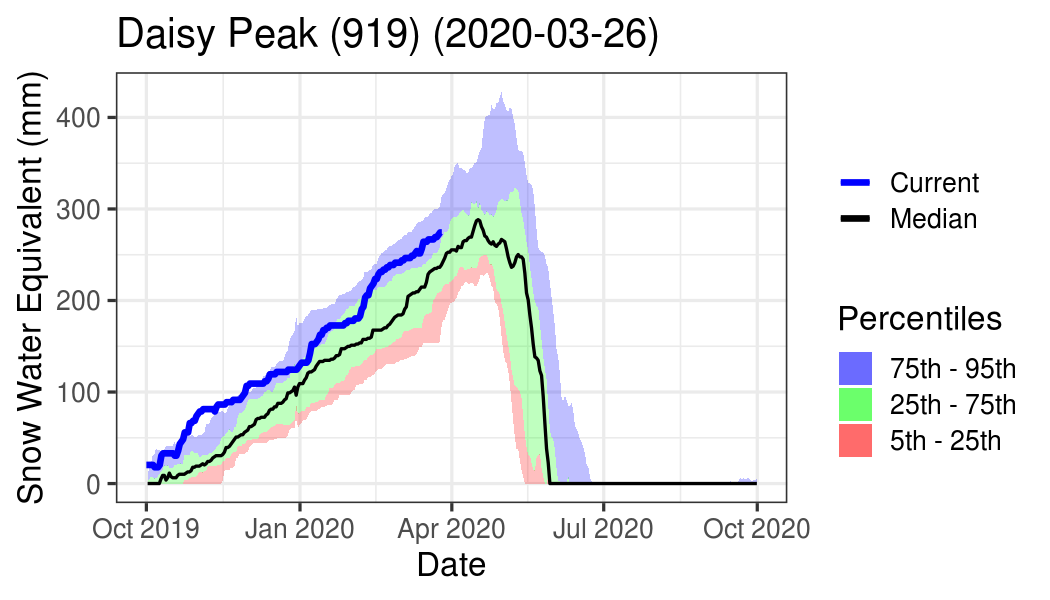 Daisy Peak (919) (2020-03-26)
Snow Water Equivalent (mm)
400
300
200
100
0
Oct 2019
Jan 2020
Apr 2020
Jul 2020
Oct 2020
Date
Current
Median
Percentiles
75th - 95th
25th - 75th
5th - 25th